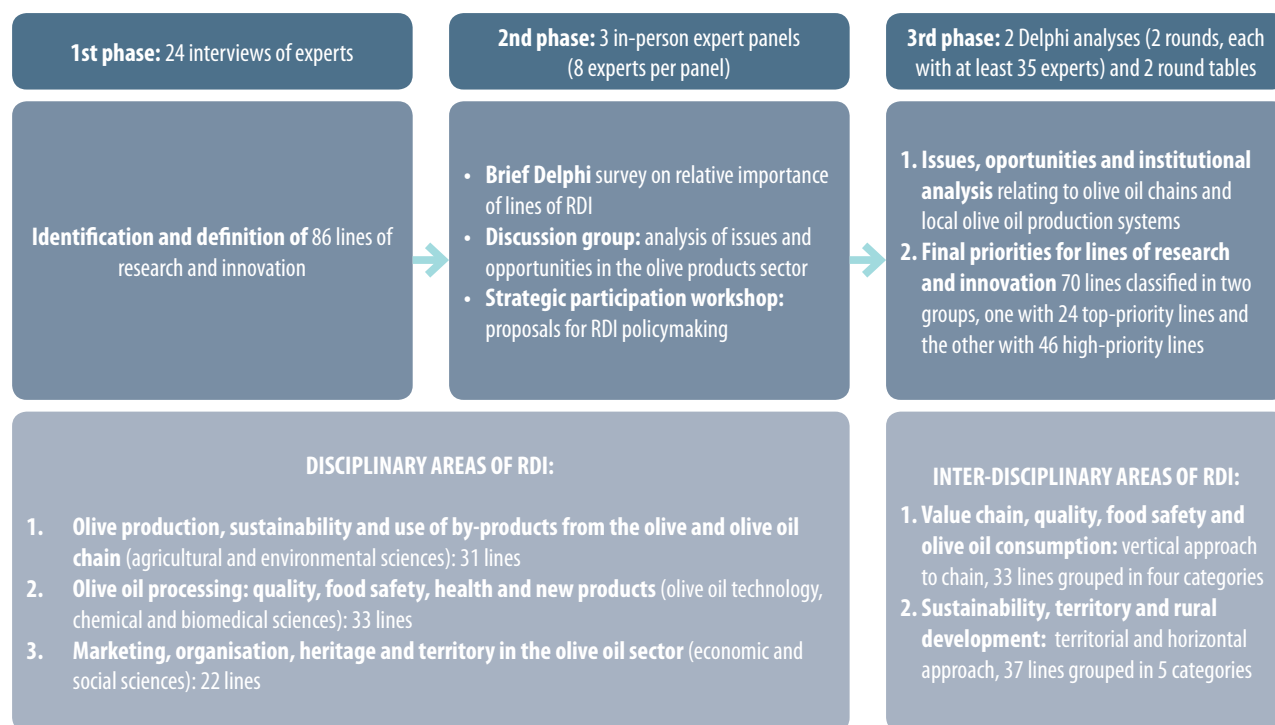 1st phase: 24 interviews of experts
2nd phase: 3 in-person expert panels
(8 experts per panel)
3rd phase: 2 Delphi analyses (2 rounds, each
with at least 35 experts) and 2 round tables
Identification and definition of 86 lines of
research and innovation
• Brief Delphi survey on relative importance
of lines of RDI
• Discussion group: analysis of issues and
opportunities in the olive products sector
• Strategic participation workshop:
proposals for RDI policymaking
1. Issues, oportunities and institutional
analysis relating to olive oil chains and
local olive oil production systems
2. Final priorities for lines of research
and innovation 70 lines classified in two
groups, one with 24 top-priority lines and
the other with 46 high-priority lines
DISCIPLINARY AREAS OF RDI:
1. Olive production, sustainability and use of by-products from the olive and olive oil
chain (agricultural and environmental sciences): 31 lines
2. Olive oil processing: quality, food safety, health and new products (olive oil technology,
chemical and biomedical sciences): 33 lines
3. Marketing, organisation, heritage and territory in the olive oil sector (economic and
social sciences): 22 lines
INTER-DISCIPLINARY AREAS OF RDI:
1. Value chain, quality, food safety and
olive oil consumption: vertical approach
to chain, 33 lines grouped in four categories
2. Sustainability, territory and rural
development: territorial and horizontal
approach, 37 lines grouped in 5 categories